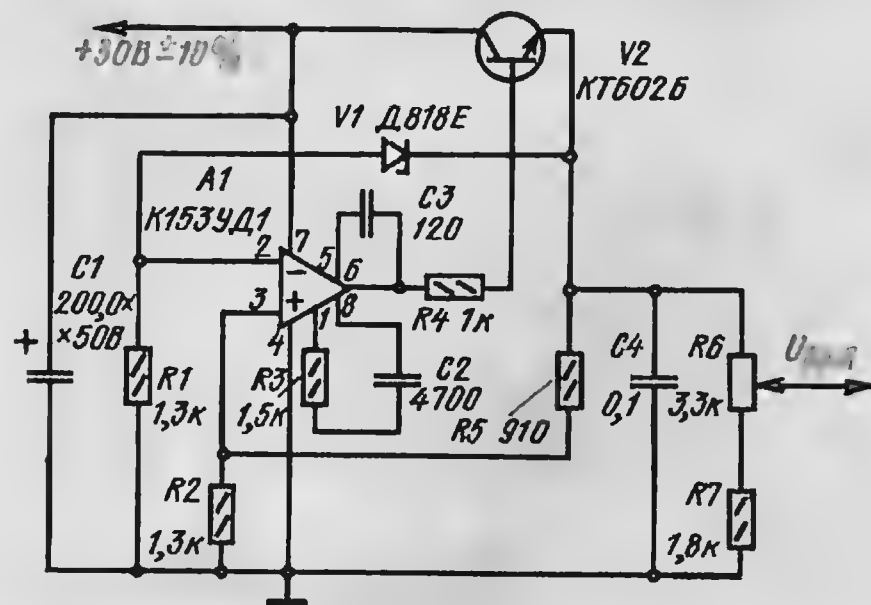 +30В ±10%
V2
КТ602Б
V1 Д818Е
A1
К153УД1
C3
120
2
7
5
6
3
8
4
1
C1
200,0×
×50В
+
R1
1,3к
R3
1,5к
C2
4700
R4 1к
R5 910
C4
0,1
R6
3,3к
R2
1,3к
R7
1,8к